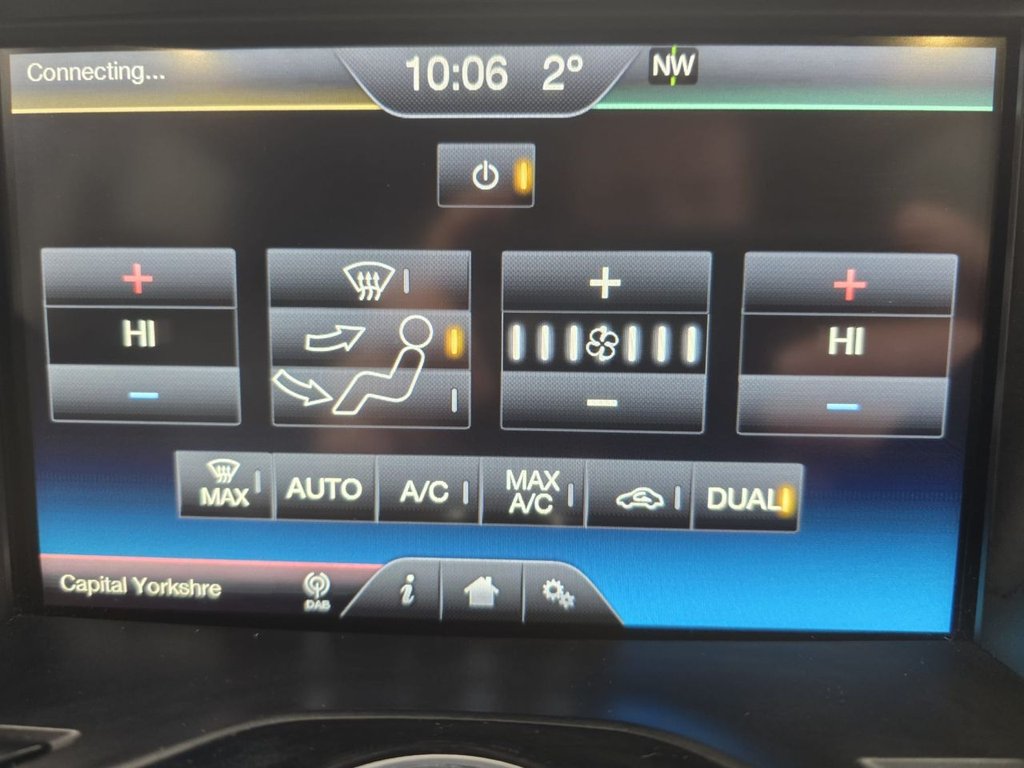 Connecting...
10:06 2°
NW
HI
HI
MAX
AUTO
A/C
MAX
A/C
DUAL
Capital Yorkshre
DAB
i